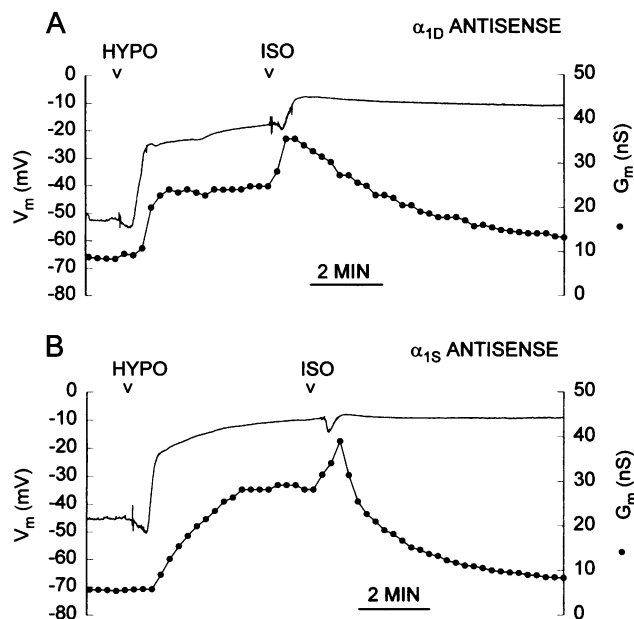 A
α1D ANTISENSE
HYPO
ISO
v
v
0
-10
-20
-30
-40
-50
-60
-70
-80
Vm (mV)
50
40
30
20
10
0
● Gm (nS)
2 MIN
B
α1S ANTISENSE
HYPO
ISO
v
v
0
-10
-20
-30
-40
-50
-60
-70
-80
Vm (mV)
50
40
30
20
10
0
● Gm (nS)
2 MIN